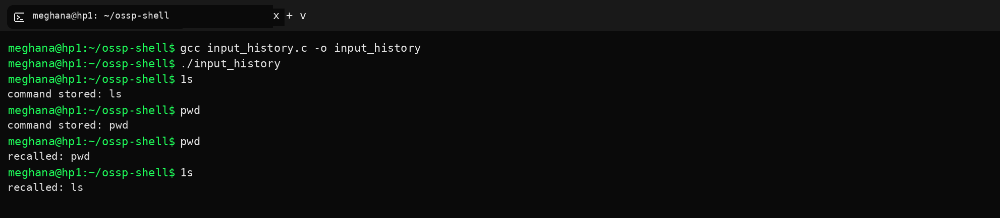 meghana@hp1: ~/ossp-shell x + v
meghana@hp1:~/ossp-shell$ gcc input_history.c -o input_history
meghana@hp1:~/ossp-shell$ ./input_history
meghana@hp1:~/ossp-shell$ 1s
command stored: ls
meghana@hp1:~/ossp-shell$ pwd
command stored: pwd
meghana@hp1:~/ossp-shell$ pwd
recalled: pwd
meghana@hp1:~/ossp-shell$ 1s
recalled: ls